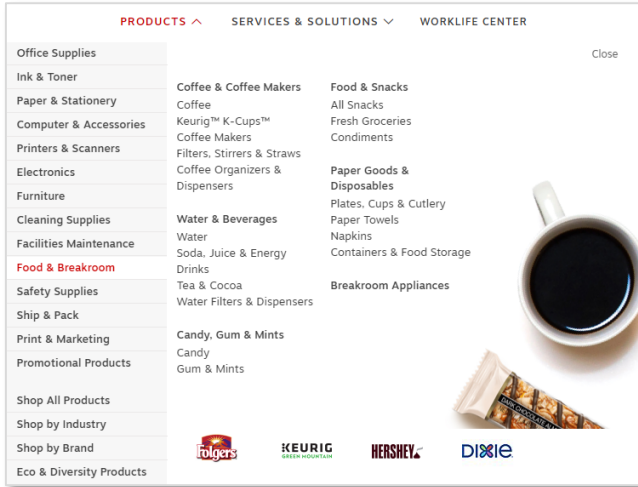 PRODUCTS
SERVICES & SOLUTIONS
WORKLIFE CENTER
Office Supplies
Ink & Toner
Paper & Stationery
Computer & Accessories
Printers & Scanners
Electronics
Furniture
Cleaning Supplies
Facilities Maintenance
Food & Breakroom
Safety Supplies
Ship & Pack
Print & Marketing
Promotional Products
Shop All Products
Shop by Industry
Shop by Brand
Eco & Diversity Products
Close
Coffee & Coffee Makers
Coffee
Keurig™ K-Cups™
Coffee Makers
Filters, Stirrers & Straws
Coffee Organizers &
Dispensers
Water & Beverages
Water
Soda, Juice & Energy
Drinks
Tea & Cocoa
Water Filters & Dispensers
Candy, Gum & Mints
Candy
Gum & Mints
Food & Snacks
All Snacks
Fresh Groceries
Condiments
Paper Goods &
Disposables
Plates, Cups & Cutlery
Paper Towels
Napkins
Containers & Food Storage
Breakroom Appliances
DARK CHOCOLATE
Folgers
KEURIG
GREEN MOUNTAIN
HERSHEY
DIXIE